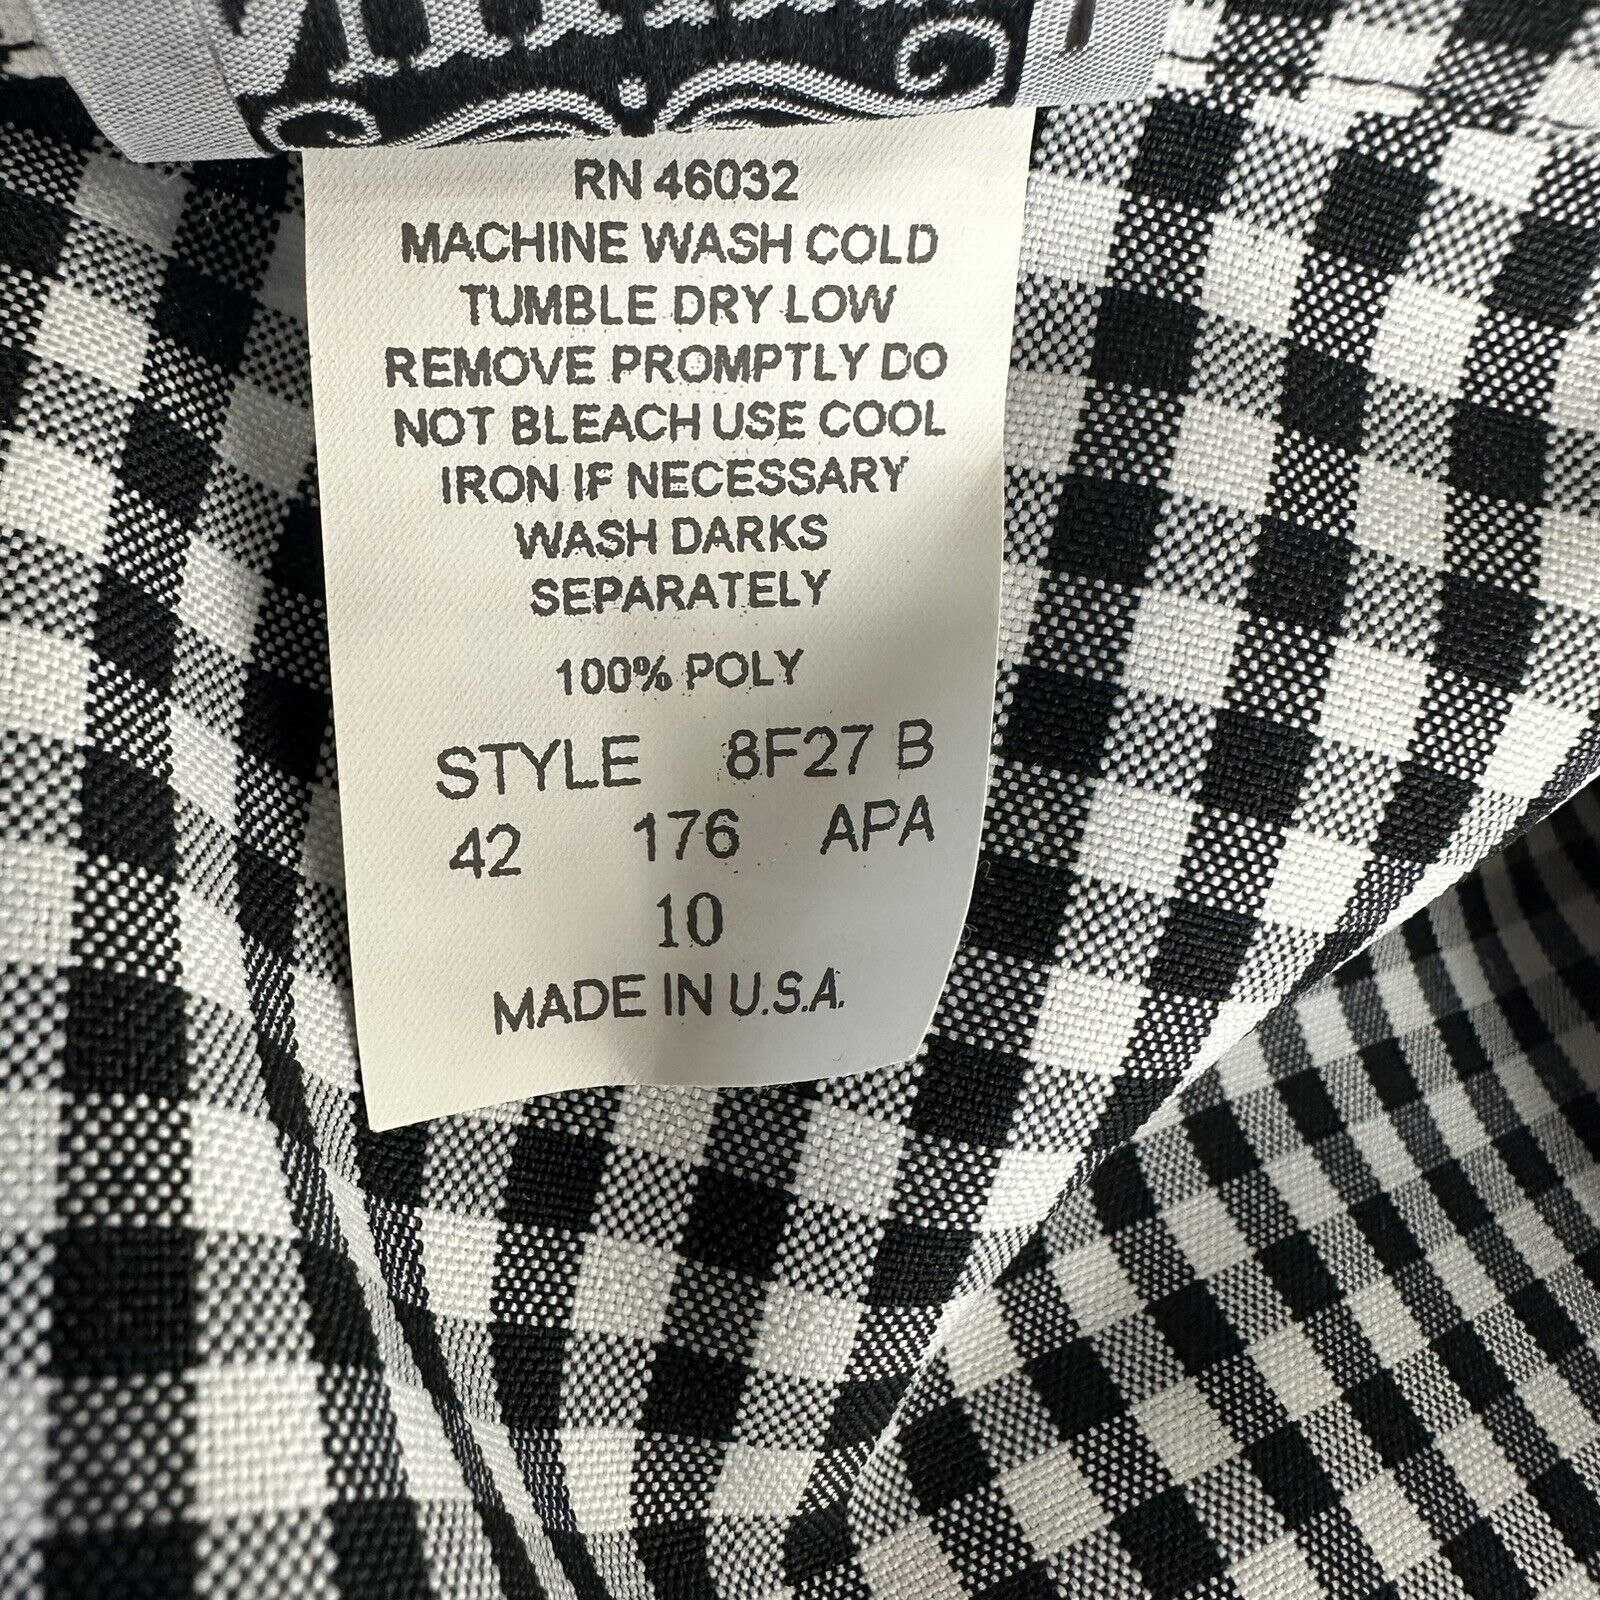 RN 46032
MACHINE WASH COLD
TUMBLE DRY LOW
REMOVE PROMPTLY DO
NOT BLEACH USE COOL
IRON IF NECESSARY
WASH DARKS
SEPARATELY
100% POLY
STYLE 8F27 B
42 176 APA
10
MADE IN U.S.A.